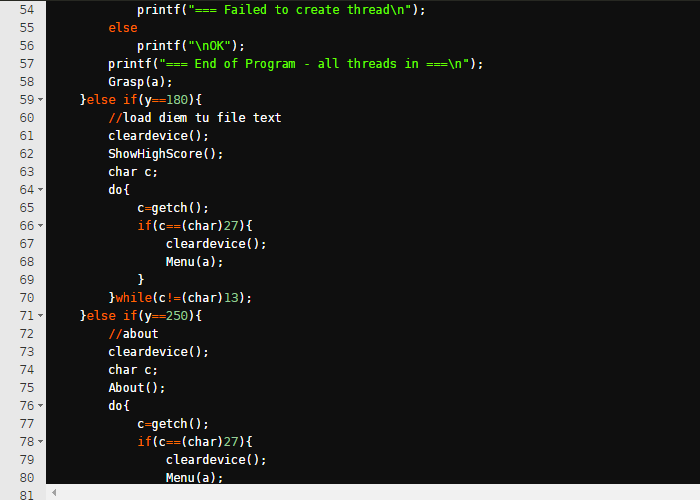 54 printf("=== Failed to create thread\n");
55 else
56 printf("\nOK");
57 printf("=== End of Program - all threads in ===\n");
58 Grasp(a);
59 }else if(y==180){
60 //load diem tu file text
61 cleardevice();
62 ShowHighScore();
63 char c;
64 do{
65 c=getch();
66 if(c==(char)27){
67 cleardevice();
68 Menu(a);
69 }
70 }while(c!=(char)13);
71 }else if(y==250){
72 //about
73 cleardevice();
74 char c;
75 About();
76 do{
77 c=getch();
78 if(c==(char)27){
79 cleardevice();
80 Menu(a);
81